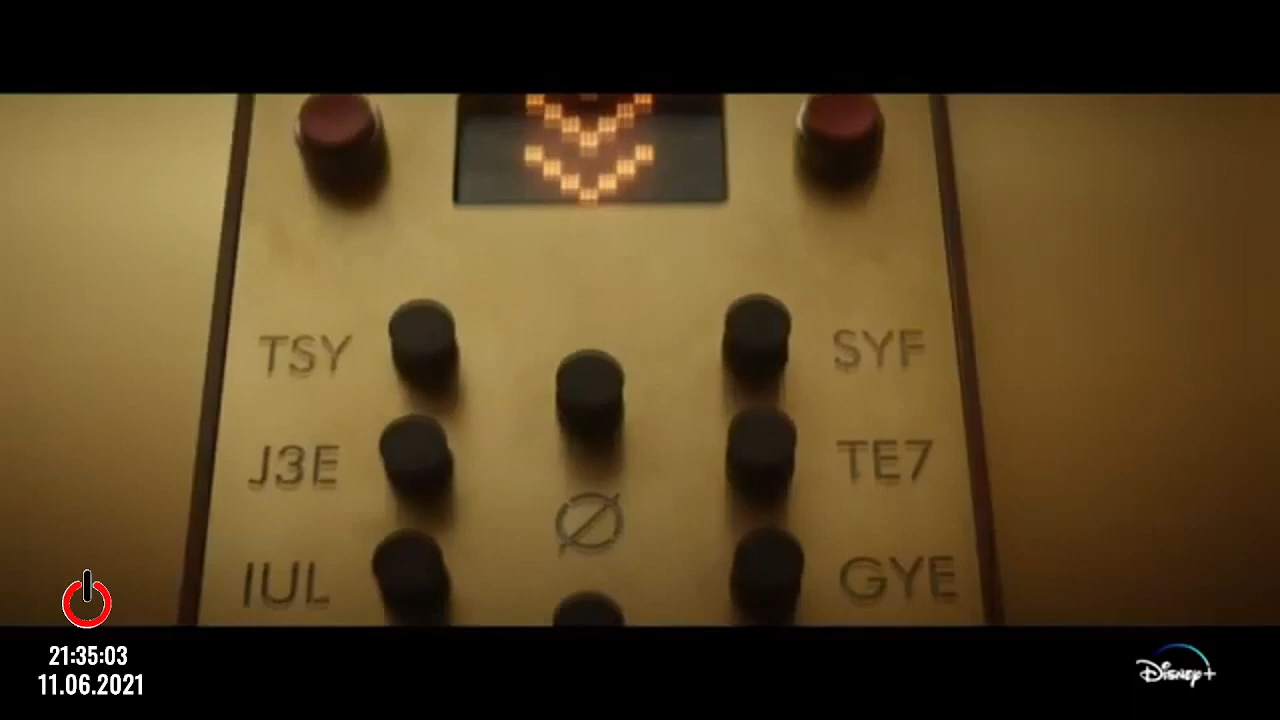 TSY
SYF
J3E
TE7
Ø
IUL
GYE
21:35:03
11.06.2021
Disney+